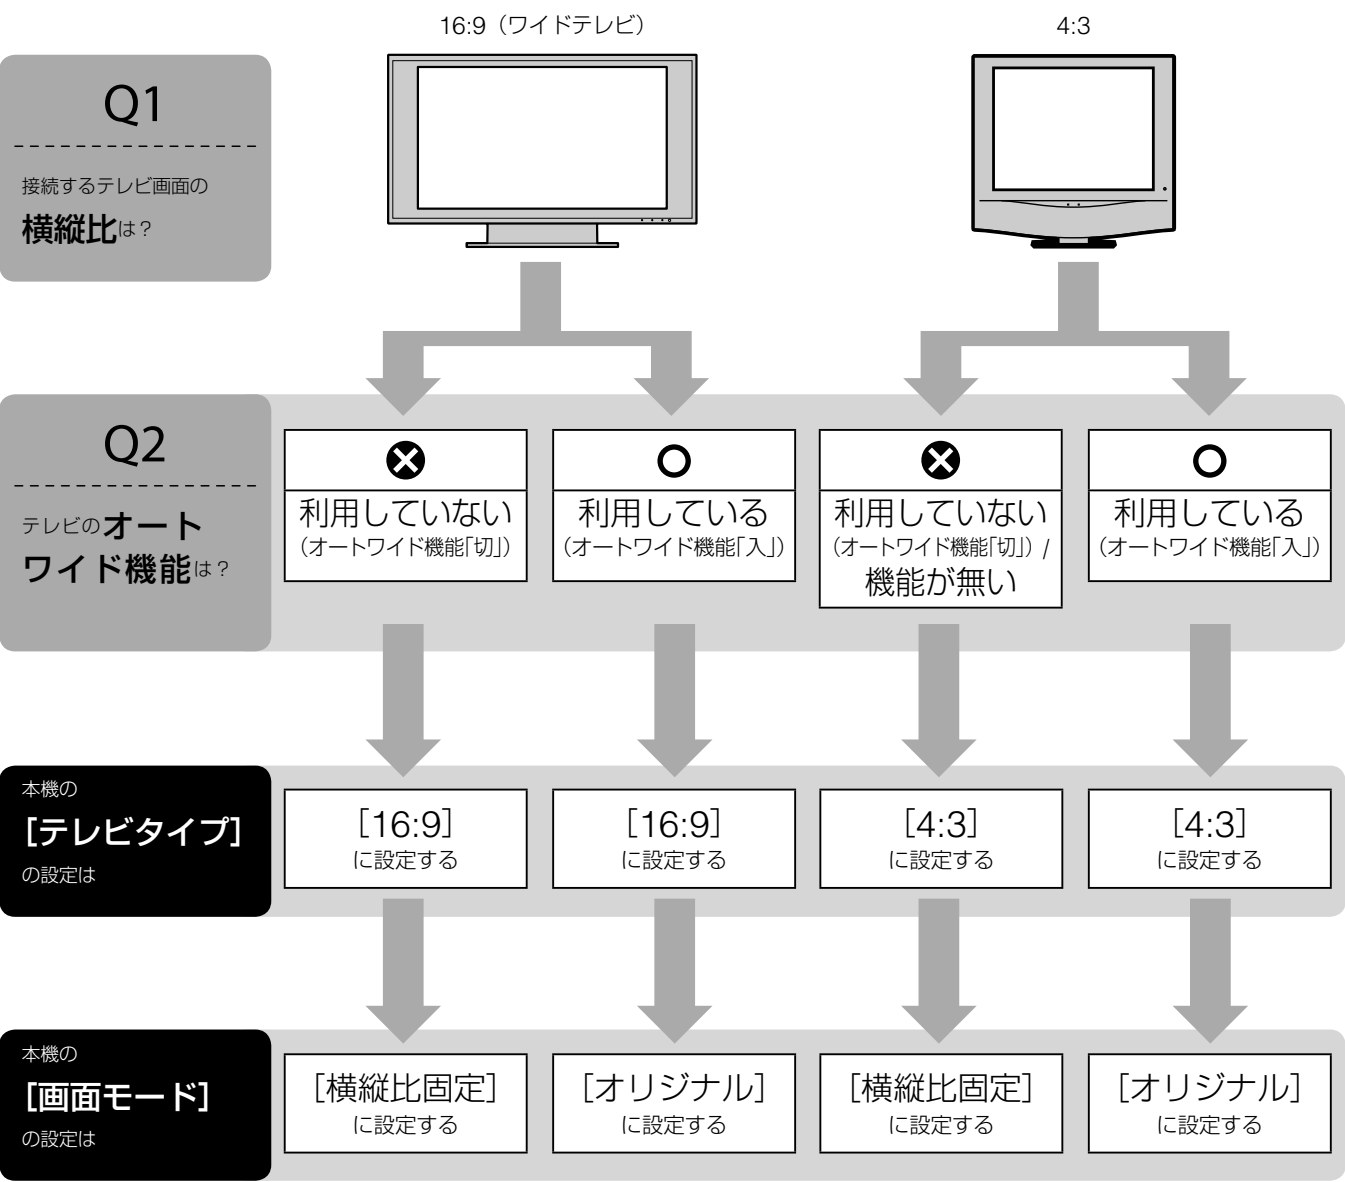 16:9（ワイドテレビ）
4:3
Q1
接続するテレビ画面の
横縦比は？
Q2
テレビのオート
ワイド機能は？
利用していない
（オートワイド機能「切」）
利用している
（オートワイド機能「入」）
利用していない
（オートワイド機能「切」）/
機能が無い
利用している
（オートワイド機能「入」）
本機の
［テレビタイプ］
の設定は
［16:9］
に設定する
［16:9］
に設定する
［4:3］
に設定する
［4:3］
に設定する
本機の
［画面モード］
の設定は
［横縦比固定］
に設定する
［オリジナル］
に設定する
［横縦比固定］
に設定する
［オリジナル］
に設定する